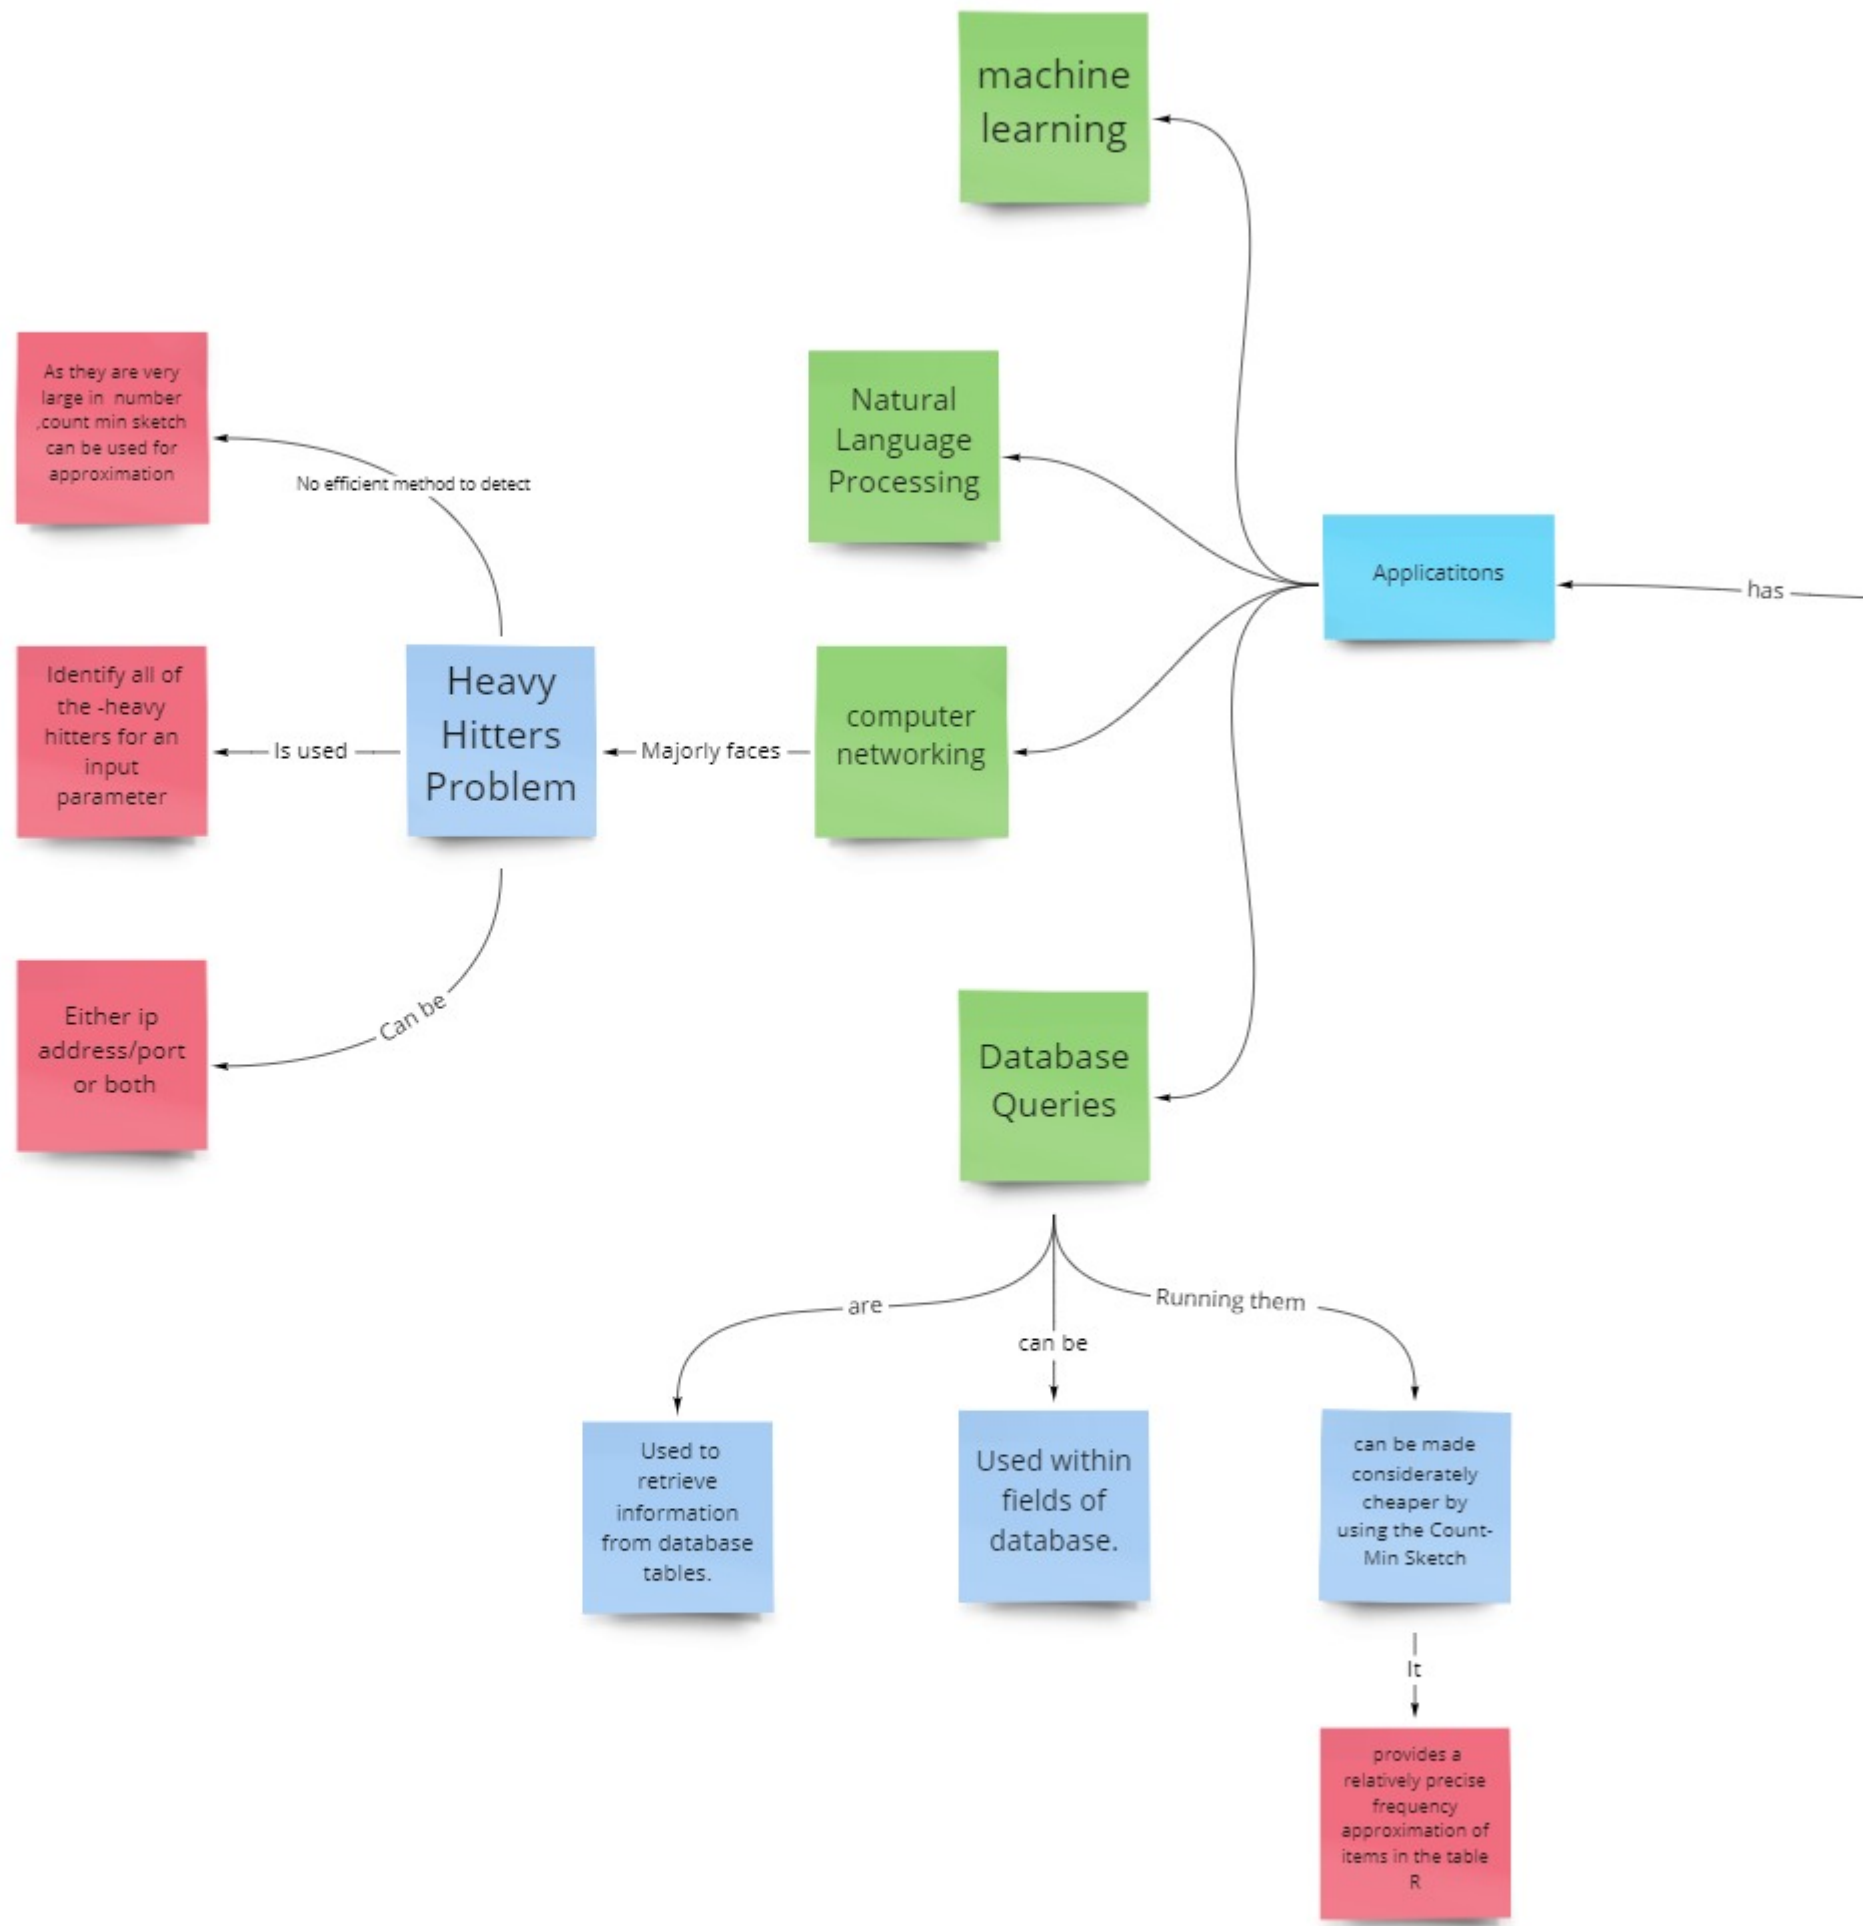 machine
learning
Natural
Language
Processing
Applicatitons
has
As they are very
large in number
,count min sketch
can be used for
approximation
No efficient method to detect
Identify all of
the -heavy
hitters for an
input
parameter
Is used
Heavy
Hitters
Problem
Majorly faces
computer
networking
Either ip
address/port
or both
Can be
Database
Queries
are
can be
Running them
Used to
retrieve
information
from database
tables.
Used within
fields of
database.
can be made
considerately
cheaper by
using the Count-
Min Sketch
It
provides a
relatively precise
frequency
approximation of
items in the table
R